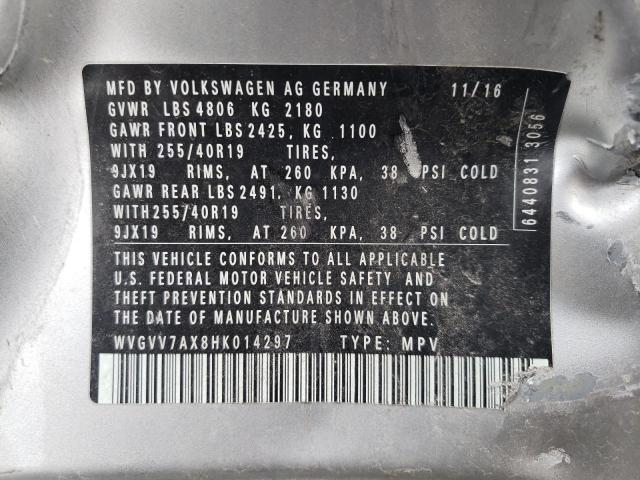 MFD BY VOLKSWAGEN AG GERMANY 11/16
GVWR LBS 4806 KG 2180
GAWR FRONT LBS 2425, KG 1100
WITH 255/40R19 TIRES,
9JX19 RIMS, AT 260 KPA, 38 PSI COLD
GAWR REAR LBS 2491, KG 1130
WITH255/40R19 TIRES,
9JX19 RIMS, AT 260 KPA, 38 PSI COLD
THIS VEHICLE CONFORMS TO ALL APPLICABLE
U.S. FEDERAL MOTOR VEHICLE SAFETY AND
THEFT PREVENTION STANDARDS IN EFFECT ON
THE DATE OF MANUFACTURE SHOWN ABOVE.
WVGVV7AX8HK014297 TYPE: MPV
6440831 3056